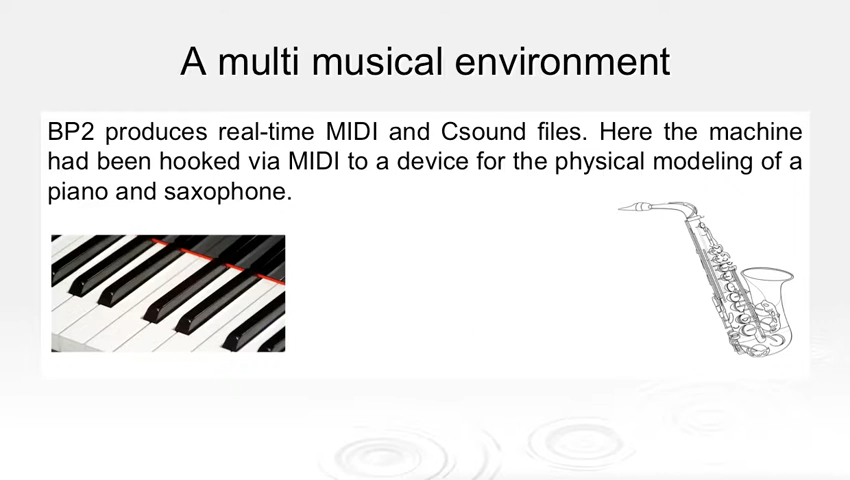 A multi musical environment
BP2 produces real-time MIDI and Csound files. Here the machine
had been hooked via MIDI to a device for the physical modeling of a
piano and saxophone.